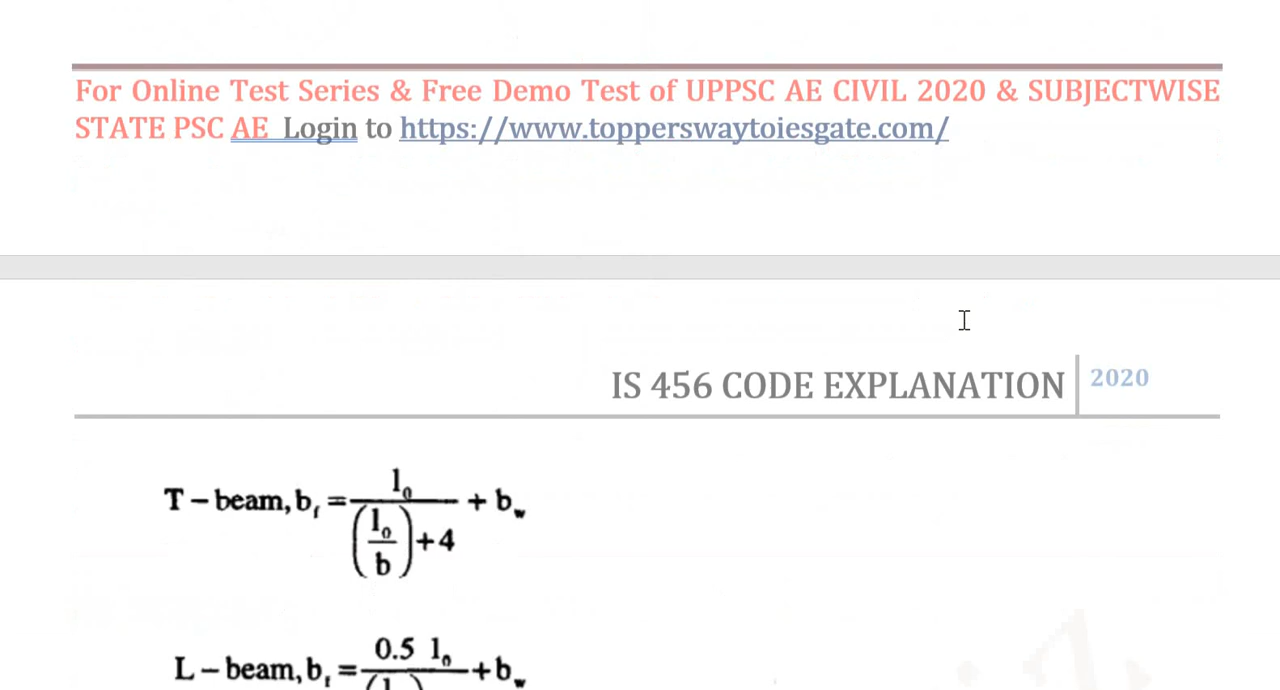 For Online Test Series & Free Demo Test of UPPSC AE CIVIL 2020 & SUBJECTWISE
STATE PSC AE Login to https://www.topperswaytoiesgate.com/
IS 456 CODE EXPLANATION 2020
T – beam, b_f = l_0 / ((l_0 / b) + 4) + b_w
L – beam, b_f = 0.5 l_0 / (l + b_w